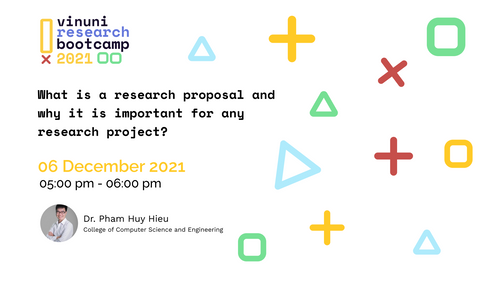 vinuni
research
bootcamp
2021
What is a research proposal and
why it is important for any
research project?
06 December 2021
05:00 pm - 06:00 pm
Dr. Pham Huy Hieu
College of Computer Science and Engineering